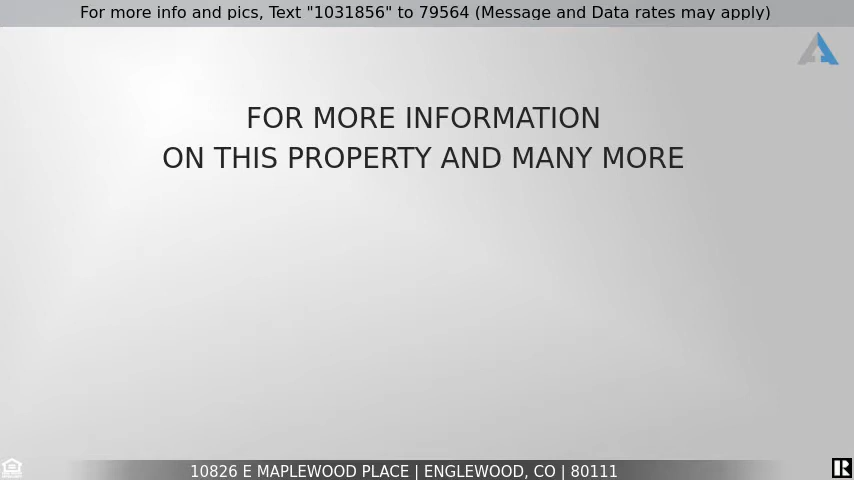 For more info and pics, Text "1031856" to 79564 (Message and Data rates may apply)
FOR MORE INFORMATION
ON THIS PROPERTY AND MANY MORE
10826 E MAPLEWOOD PLACE | ENGLEWOOD, CO | 80111